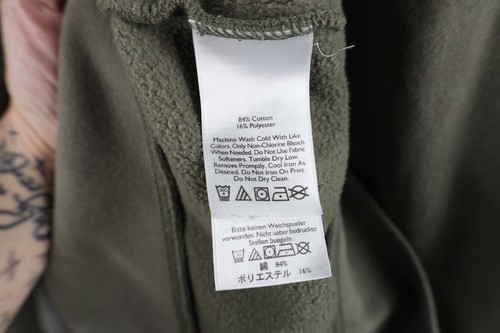 84% Cotton
16% Polyester
Machine Wash Cold With Like
Colors. Only Non-Chlorine Bleach
When Needed. Do Not Use Fabric
Softeners. Tumble Dry Low
Remove Promptly. Cool Iron As
Desired. Do Not Iron On Print.
Do Not Dry Clean.
Bitte keinen Weichspueler
verwenden. Nicht ueber bedruckte
Stellen buegeln.
綿 84%
ポリエステル 16%